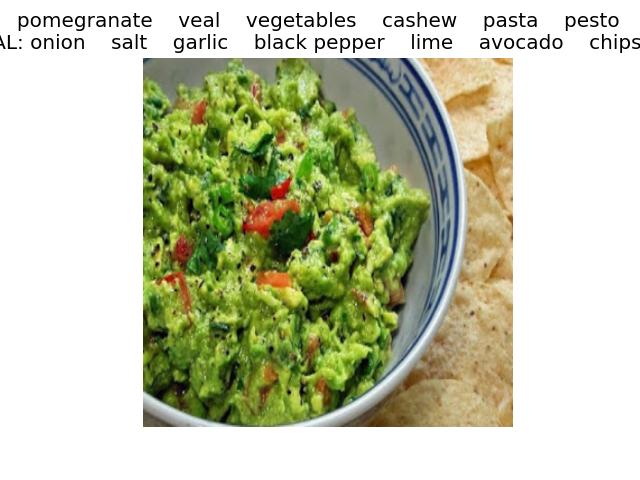 pomegranate veal vegetables cashew pasta pesto
AL: onion salt garlic black pepper lime avocado chips